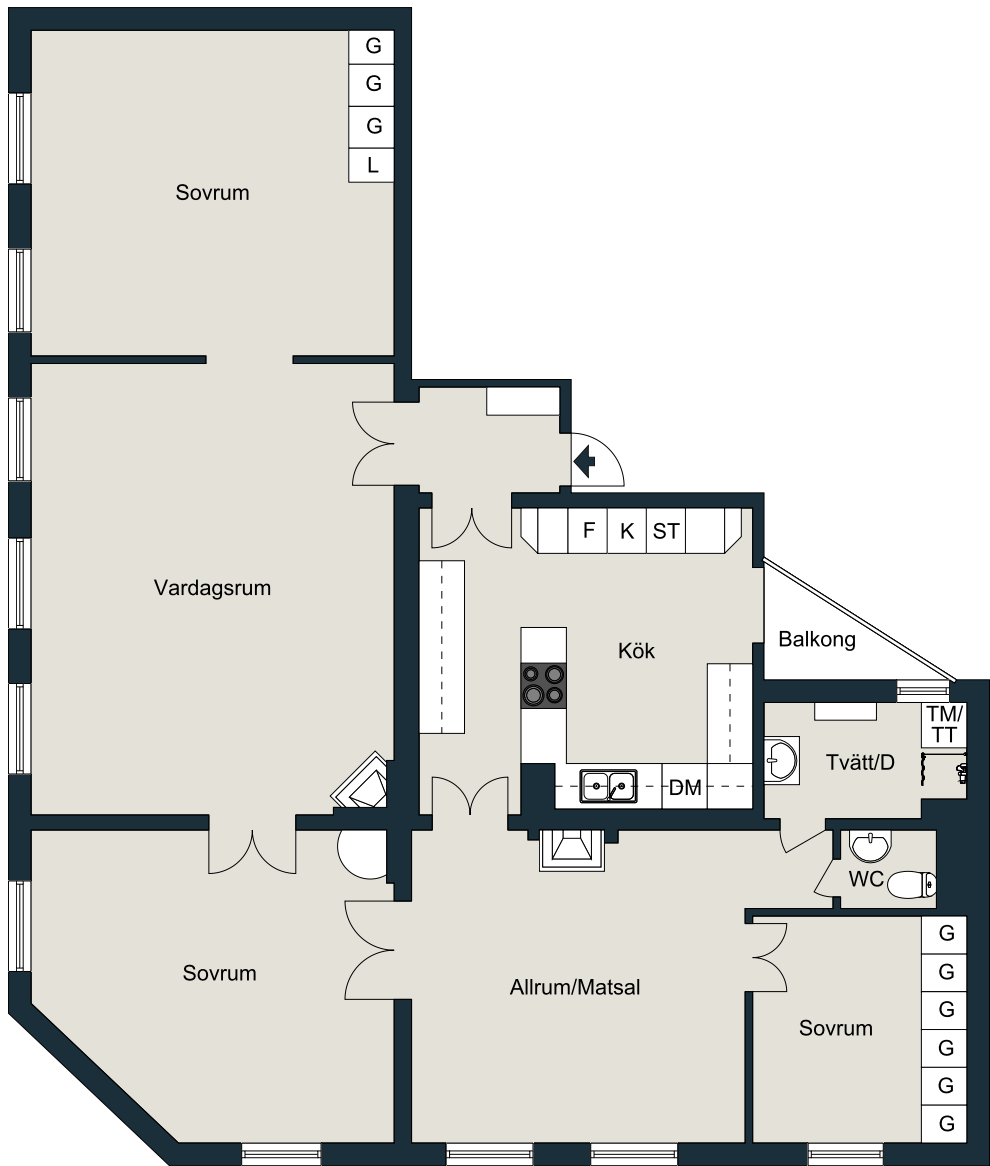 G
G
G
L
Sovrum
F K ST
Vardagsrum
Kök
Balkong
TM/
TT
Tvätt/D
DM
WC
G
G
G
G
G
G
Sovrum
Allrum/Matsal
Sovrum